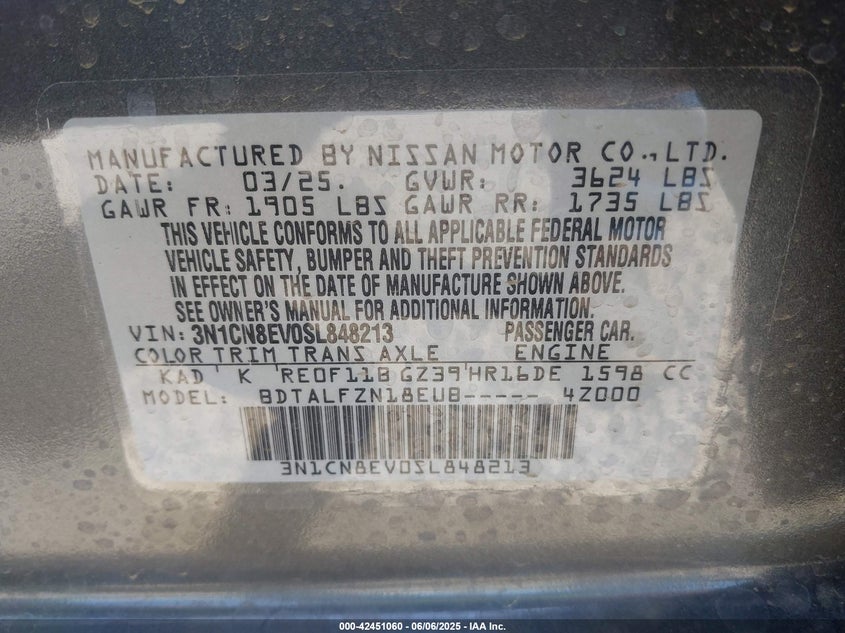 MANUFACTURED BY NISSAN MOTOR CO., LTD.
DATE: 03/25. GVWR: 3624 LBS
GAWR FR: 1905 LBS GAWR RR: 1735 LBS
THIS VEHICLE CONFORMS TO ALL APPLICABLE FEDERAL MOTOR
VEHICLE SAFETY, BUMPER AND THEFT PREVENTION STANDARDS
IN EFFECT ON THE DATE OF MANUFACTURE SHOWN ABOVE.
SEE OWNER'S MANUAL FOR ADDITIONAL INFORMATION.
VIN: 3N1CN8EV0SL848213 PASSENGER CAR.
COLOR TRIM TRANS AXLE ENGINE
KAD K RE0F11B GZ39 HR16DE 1598 CC
MODEL: BDTALFZN18EUB----- 4Z000
3N1CN8EV0SL848213
000-42451060 - 06/06/2025 - IAA Inc.